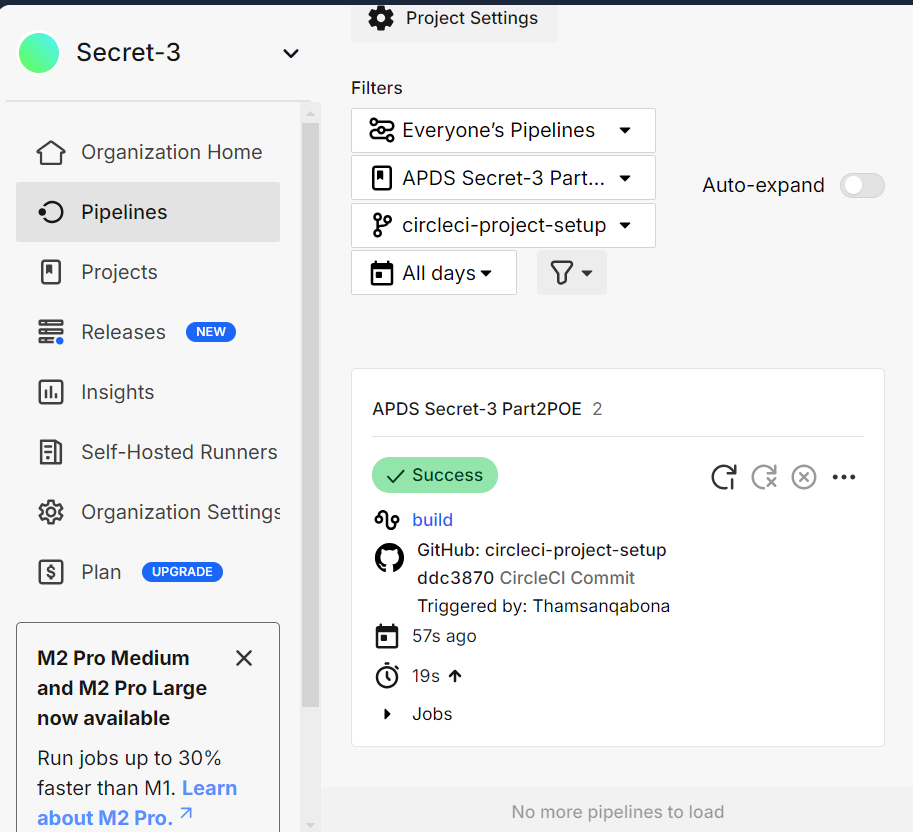 Secret-3
Organization Home
Pipelines
Projects
Releases NEW
Insights
Self-Hosted Runners
Organization Settings
Plan UPGRADE
M2 Pro Medium
and M2 Pro Large
now available
Run jobs up to 30%
faster than M1. Learn
about M2 Pro.
Project Settings
Filters
Everyone’s Pipelines
APDS Secret-3 Part...
circleci-project-setup
All days
Auto-expand
APDS Secret-3 Part2POE 2
Success
build
GitHub: circleci-project-setup
ddc3870 CircleCI Commit
Triggered by: Thamsanqabona
57s ago
19s
Jobs
No more pipelines to load